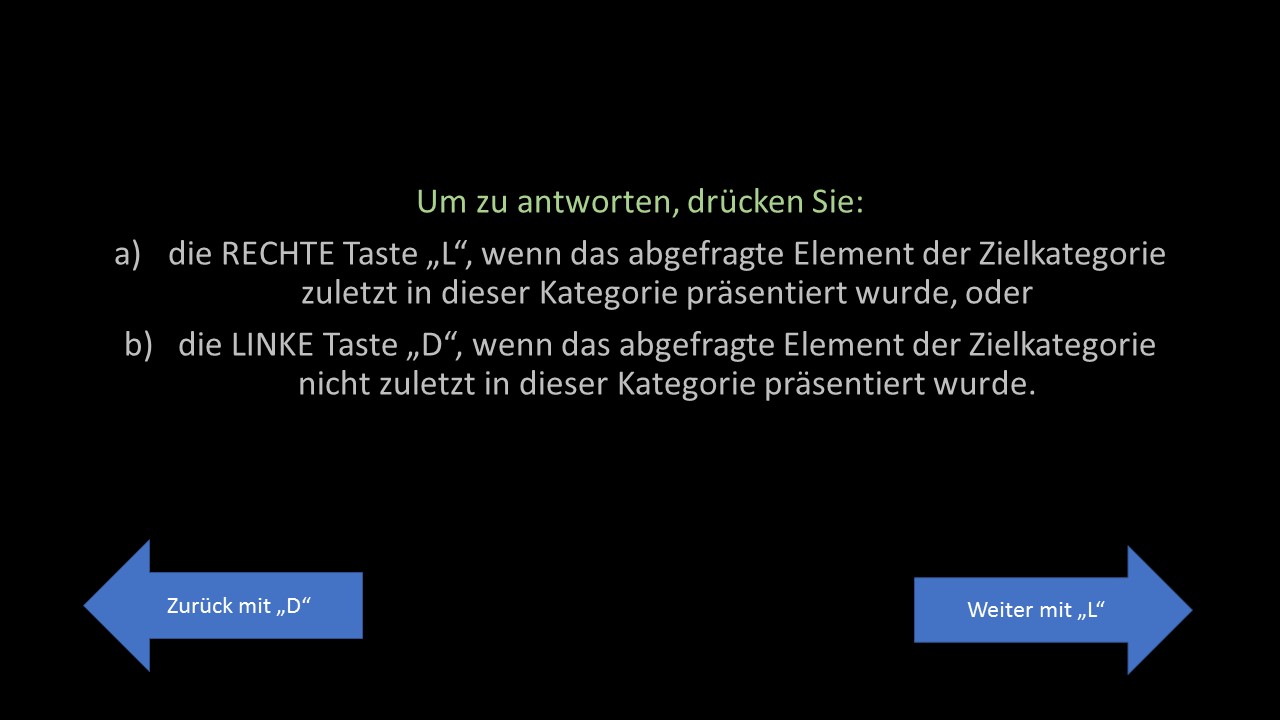 Um zu antworten, drücken Sie:
a) die RECHTE Taste „L“, wenn das abgefragte Element der Zielkategorie
zuletzt in dieser Kategorie präsentiert wurde, oder
b) die LINKE Taste „D“, wenn das abgefragte Element der Zielkategorie
nicht zuletzt in dieser Kategorie präsentiert wurde.
Zurück mit „D“
Weiter mit „L“